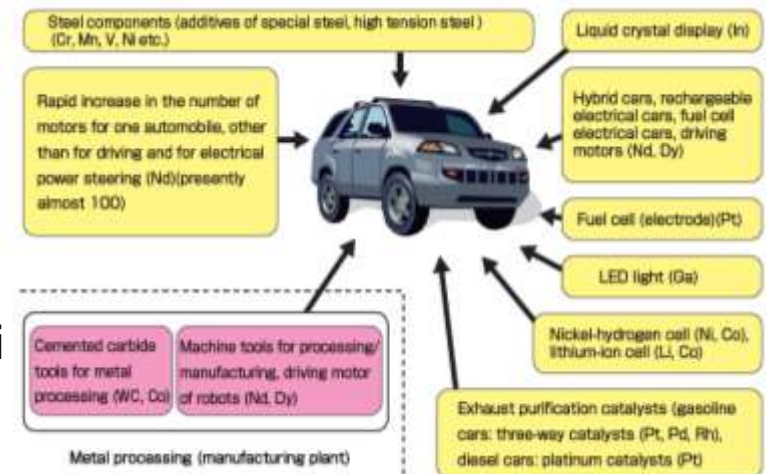 Steel components (additives of special steel, high tension steel )
(Cr, Mn, V, Ni etc.)
Liquid crystal display (In)
Rapid increase in the number of
motors for one automobile, other
than for driving and for electrical
power steering (Nd)(presently
almost 100)
Hybrid cars, rechargeable
electrical cars, fuel cell
electrical cars, driving
motors (Nd, Dy)
Fuel cell (electrode)(Pt)
LED light (Ga)
Nickel-hydrogen cell (Ni, Co),
lithium-ion cell (Li, Co)
Exhaust purification catalysts (gasoline
cars: three-way catalysts (Pt, Pd, Rh),
diesel cars: platinum catalysts (Pt)
i
Cemented carbide
tools for metal
processing (WC, Co)
Machine tools for processing/
manufacturing, driving motor
of robots (Nd, Dy)
Metal processing (manufacturing plant)